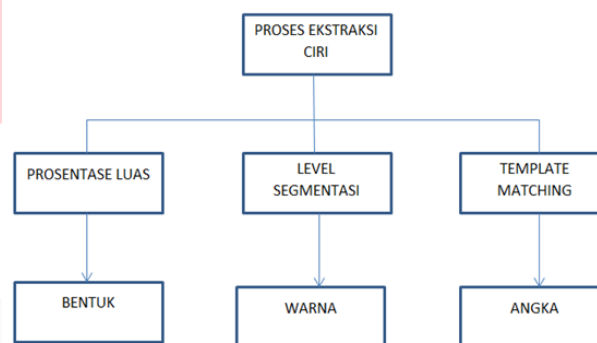 PROSES EKSTRAKSI
CIRI
PROSENTASE LUAS
LEVEL
SEGMENTASI
TEMPLATE
MATCHING
BENTUK
WARNA
ANGKA